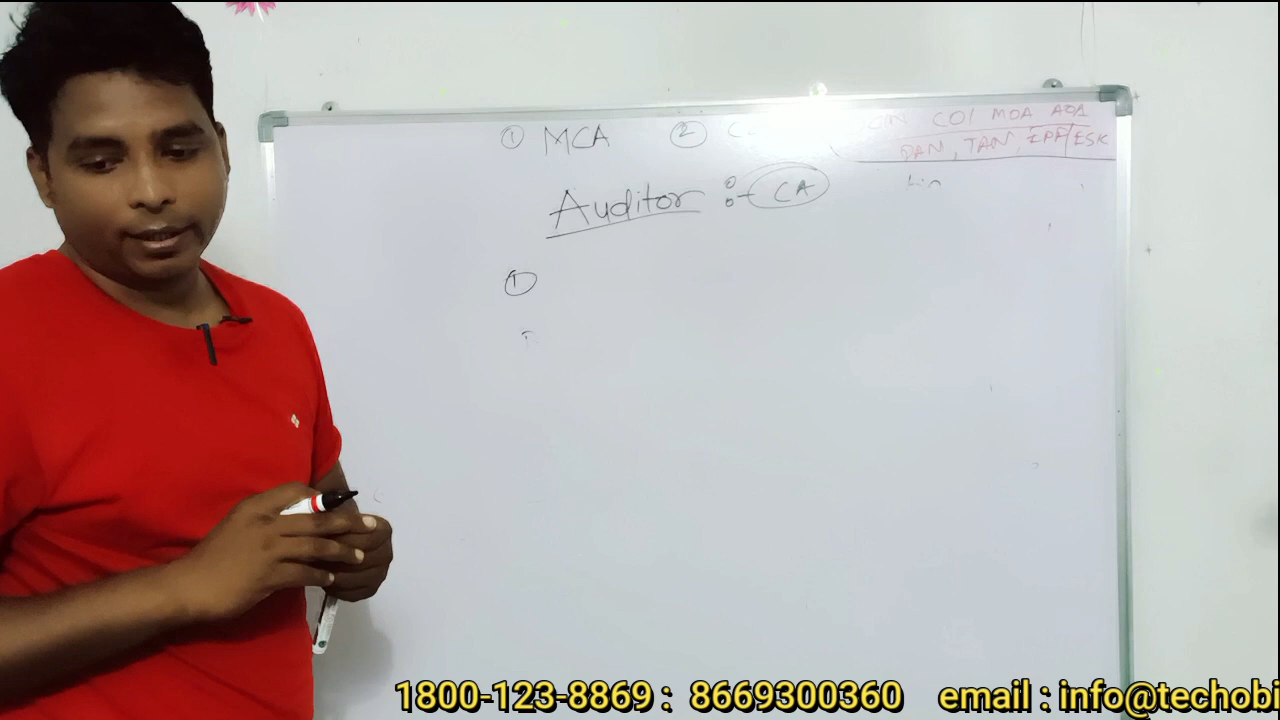 ① MCA ② C
COI MOA AOA
PAN, TAN, EPF/ESIC
Auditor :- CA
①
1800-123-8869 : 8669300360 email : info@techobi